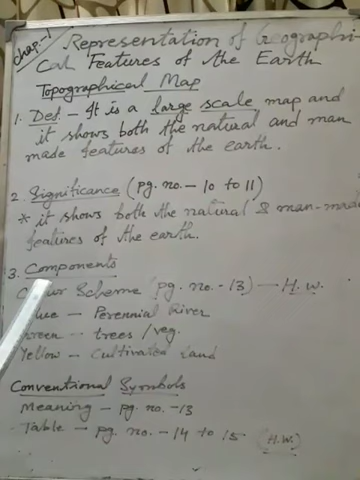 Chap:-1
Representation of Geographi-
cal Features of the Earth
Topographical Map
1. Def. - It is a large scale map and
it shows both the natural and man
made features of the earth.
2. Significance (Pg. no. - 10 to 11)
* it shows both the natural & man-made
features of the earth.
3. Components
Scheme (pg. no. - 13) - H.W.
- Perennial River
- trees / veg.
Yellow - Cultivated Land
Conventional Symbols
Meaning - pg. no. - 13
- Table - pg. no. - 14 to 15 (H.W.)